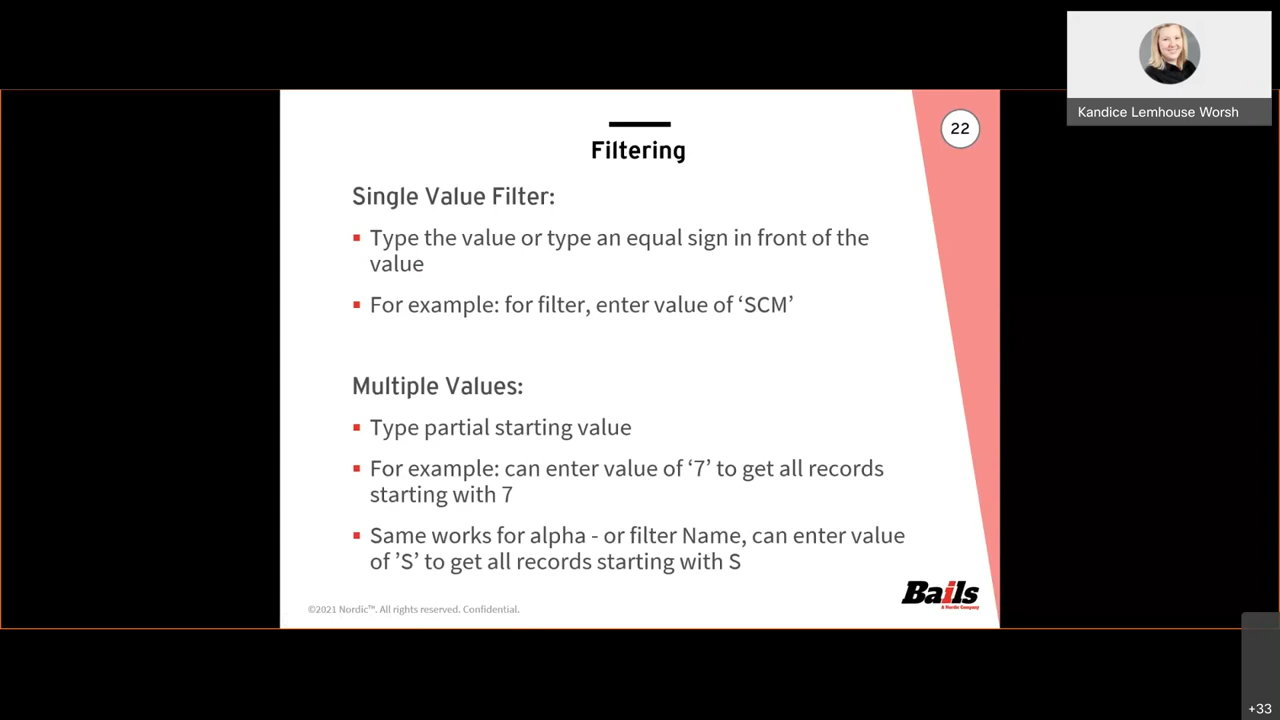 Kandice Lemhouse Worsh
22
Filtering
Single Value Filter:
▪ Type the value or type an equal sign in front of the
value
▪ For example: for filter, enter value of ‘SCM’
Multiple Values:
▪ Type partial starting value
▪ For example: can enter value of ‘7’ to get all records
starting with 7
▪ Same works for alpha - or filter Name, can enter value
of ’S’ to get all records starting with S
©2021 Nordic™. All rights reserved. Confidential.
Bails
A Nordic Company
+33